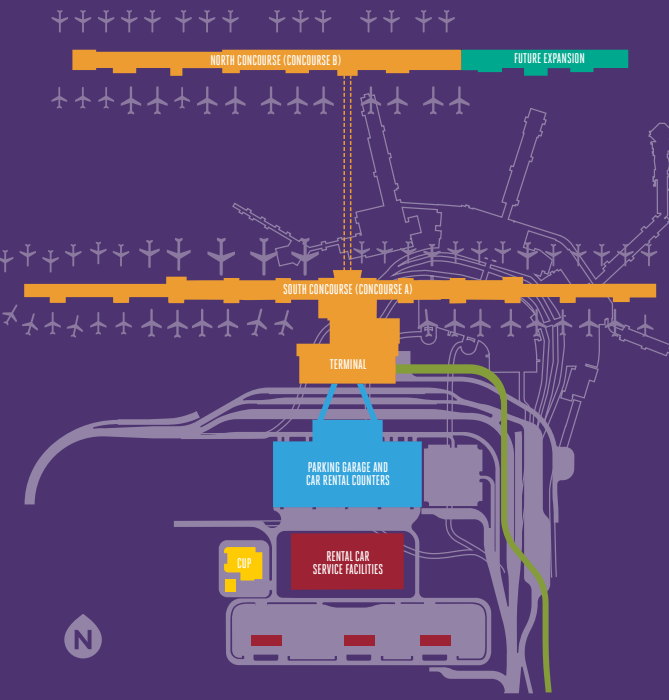 NORTH CONCOURSE (CONCOURSE B)
FUTURE EXPANSION
SOUTH CONCOURSE (CONCOURSE A)
TERMINAL
PARKING GARAGE AND
CAR RENTAL COUNTERS
CUP
RENTAL CAR
SERVICE FACILITIES
N